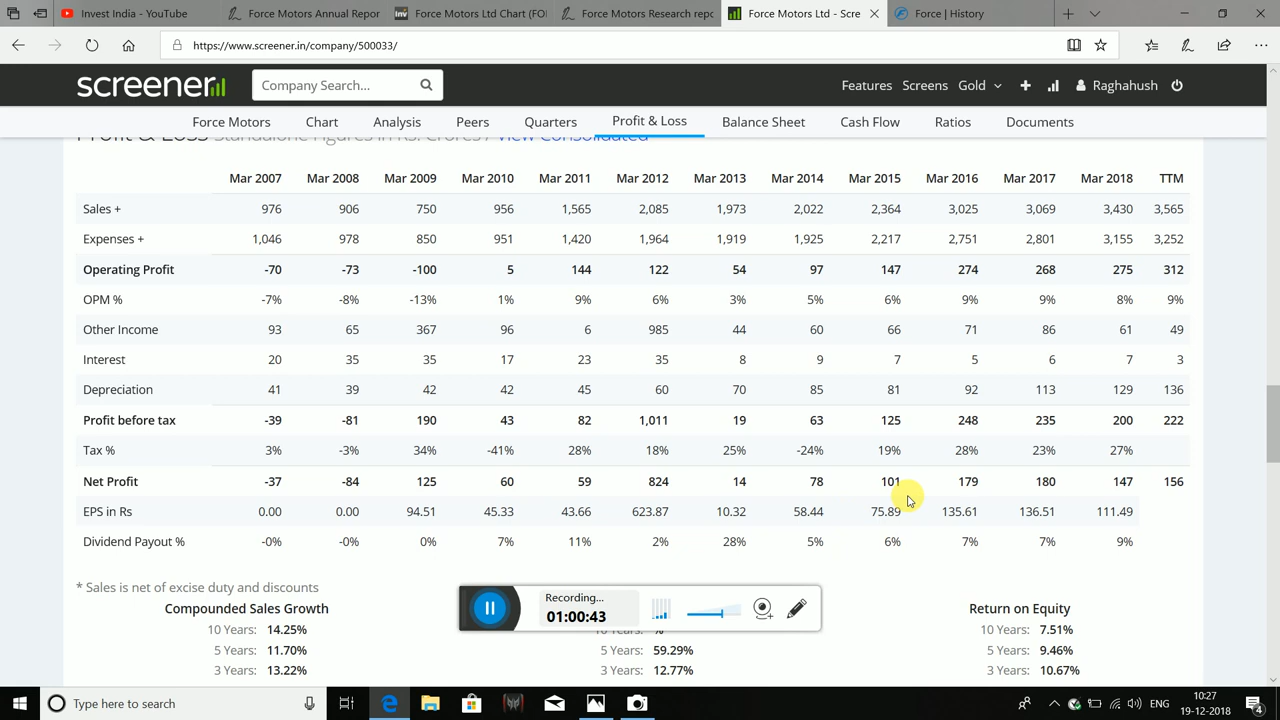 Invest India - YouTube Force Motors Annual Repor inv Force Motors Ltd Chart (FOI Force Motors Research repo Force Motors Ltd - Scre Force | History
https://www.screener.in/company/500033/
screener Company Search... Features Screens Gold Raghahush
Force Motors Chart Analysis Peers Quarters Profit & Loss Balance Sheet Cash Flow Ratios Documents
Profit & Loss Standalone Figures in Rs. Crores / View Consolidated
Mar 2007 Mar 2008 Mar 2009 Mar 2010 Mar 2011 Mar 2012 Mar 2013 Mar 2014 Mar 2015 Mar 2016 Mar 2017 Mar 2018 TTM
Sales + 976 906 750 956 1,565 2,085 1,973 2,022 2,364 3,025 3,069 3,430 3,565
Expenses + 1,046 978 850 951 1,420 1,964 1,919 1,925 2,217 2,751 2,801 3,155 3,252
Operating Profit -70 -73 -100 5 144 122 54 97 147 274 268 275 312
OPM % -7% -8% -13% 1% 9% 6% 3% 5% 6% 9% 9% 8% 9%
Other Income 93 65 367 96 6 985 44 60 66 71 86 61 49
Interest 20 35 35 17 23 35 8 9 7 5 6 7 3
Depreciation 41 39 42 42 45 60 70 85 81 92 113 129 136
Profit before tax -39 -81 190 43 82 1,011 19 63 125 248 235 200 222
Tax % 3% -3% 34% -41% 28% 18% 25% -24% 19% 28% 23% 27%
Net Profit -37 -84 125 60 59 824 14 78 101 179 180 147 156
EPS in Rs 0.00 0.00 94.51 45.33 43.66 623.87 10.32 58.44 75.89 135.61 136.51 111.49
Dividend Payout % -0% -0% 0% 7% 11% 2% 28% 5% 6% 7% 7% 9%
* Sales is net of excise duty and discounts
Compounded Sales Growth Return on Equity
Recording...
01:00:43
10 Years: 14.25% 10 Years: % 10 Years: 7.51%
5 Years: 11.70% 5 Years: 59.29% 5 Years: 9.46%
3 Years: 13.22% 3 Years: 12.77% 3 Years: 10.67%
Type here to search ENG 10:27
19-12-2018 4